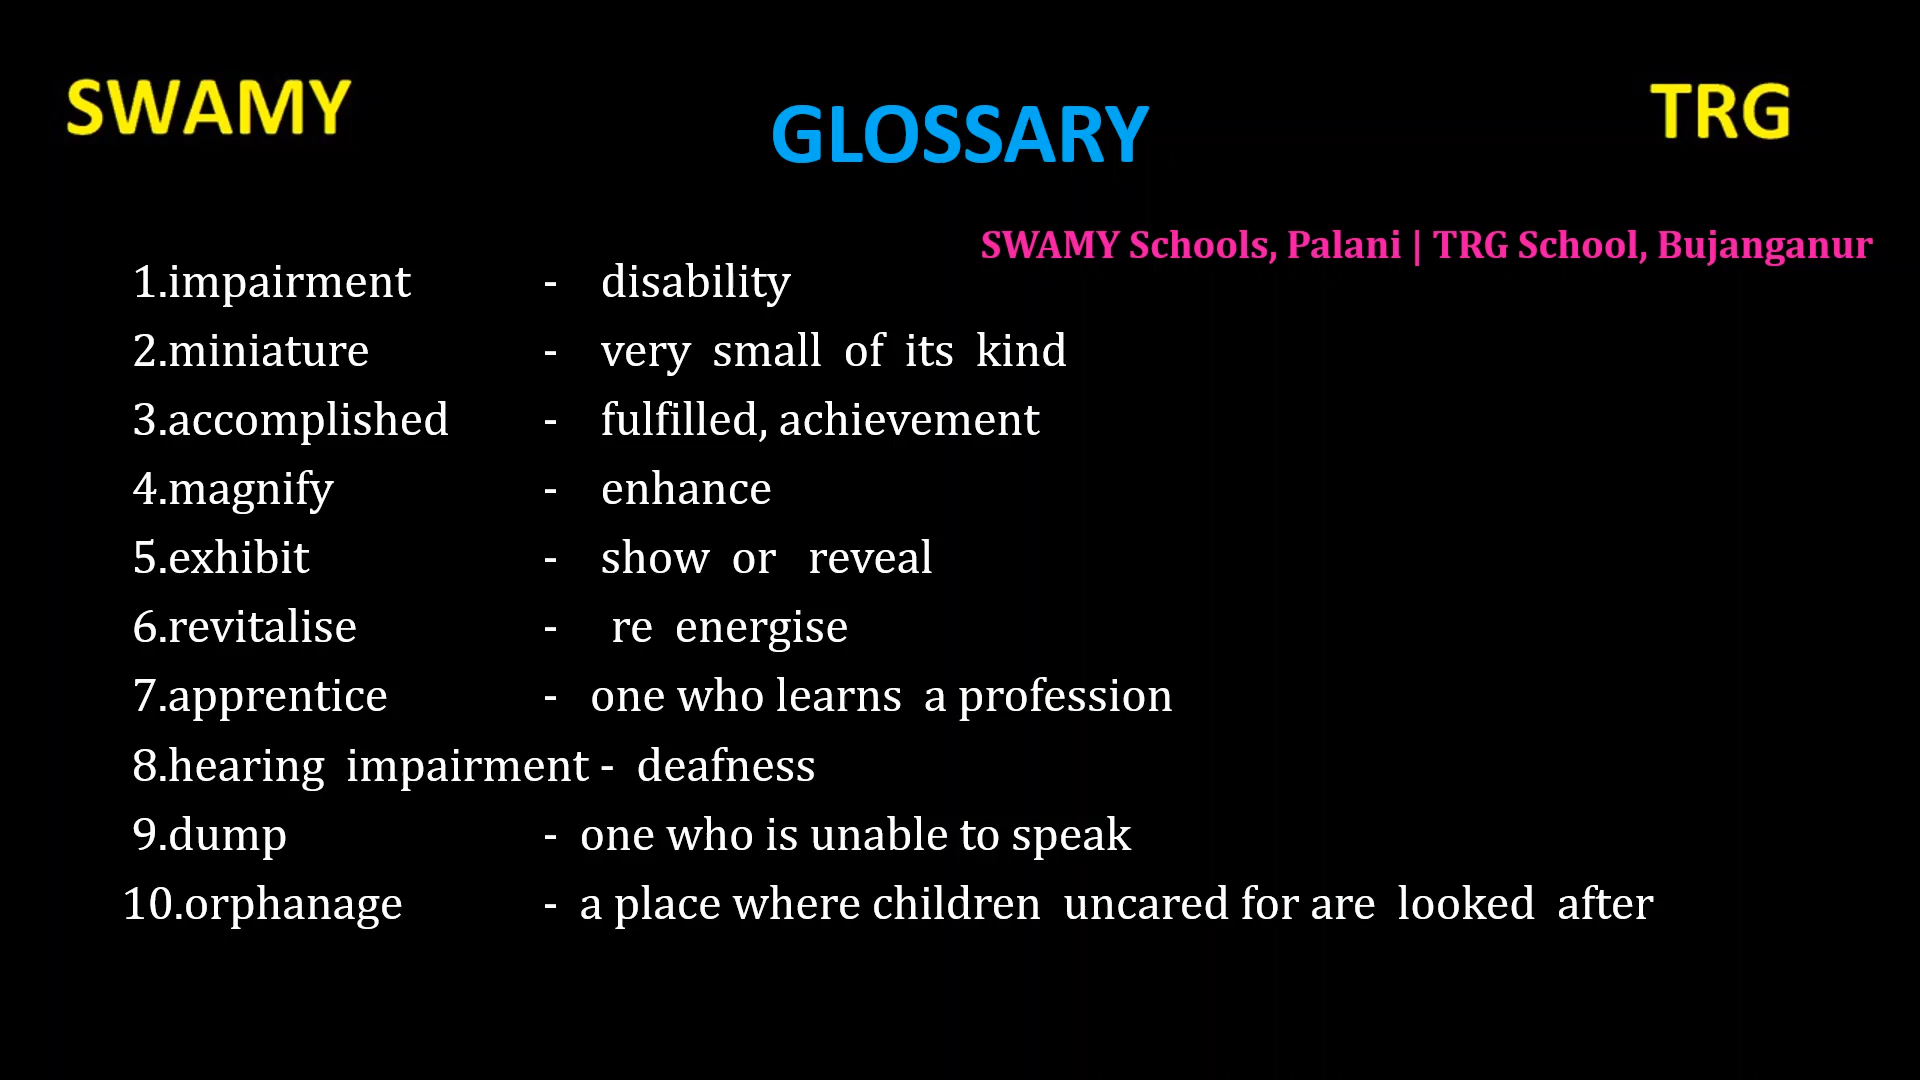 SWAMY
GLOSSARY
TRG
SWAMY Schools, Palani | TRG School, Bujanganur
1.impairment - disability
2.miniature - very small of its kind
3.accomplished - fulfilled, achievement
4.magnify - enhance
5.exhibit - show or reveal
6.revitalise - re energise
7.apprentice - one who learns a profession
8.hearing impairment - deafness
9.dump - one who is unable to speak
10.orphanage - a place where children uncared for are looked after